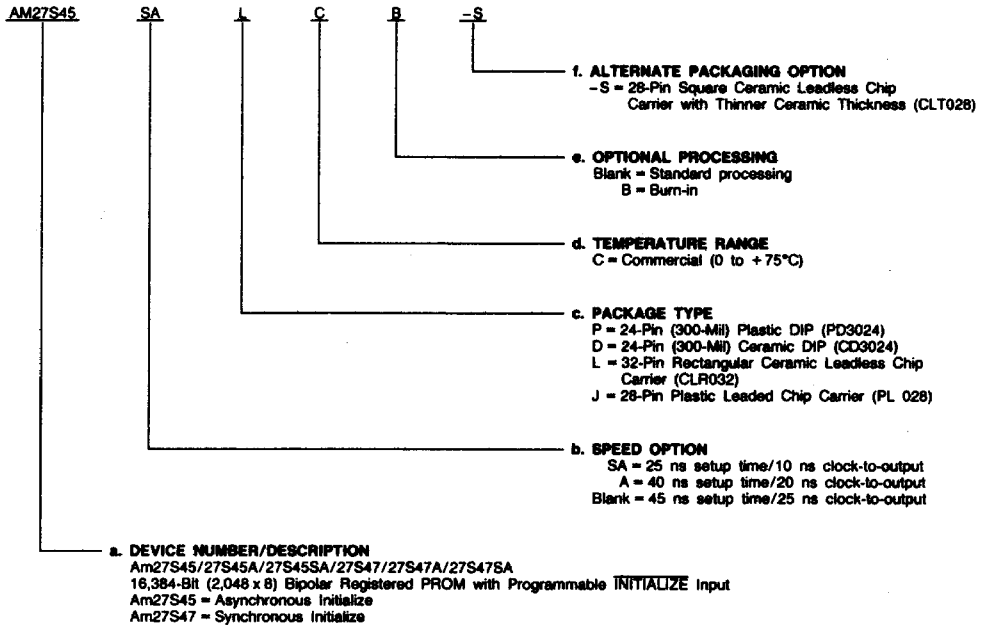 AM27S45 SA L C B -S
f. ALTERNATE PACKAGING OPTION
-S = 28-Pin Square Ceramic Leadless Chip
Carrier with Thinner Ceramic Thickness (CLT028)
e. OPTIONAL PROCESSING
Blank = Standard processing
B = Burn-in
d. TEMPERATURE RANGE
C = Commercial (0 to +75°C)
c. PACKAGE TYPE
P = 24-Pin (300-Mil) Plastic DIP (PD3024)
D = 24-Pin (300-Mil) Ceramic DIP (CD3024)
L = 32-Pin Rectangular Ceramic Leadless Chip
Carrier (CLR032)
J = 28-Pin Plastic Leaded Chip Carrier (PL 028)
b. SPEED OPTION
SA = 25 ns setup time/10 ns clock-to-output
A = 40 ns setup time/20 ns clock-to-output
Blank = 45 ns setup time/25 ns clock-to-output
a. DEVICE NUMBER/DESCRIPTION
Am27S45/27S45A/27S45SA/27S47/27S47A/27S47SA
16,384-Bit (2,048 x 8) Bipolar Registered PROM with Programmable INITIALIZE Input
Am27S45 = Asynchronous Initialize
Am27S47 = Synchronous Initialize